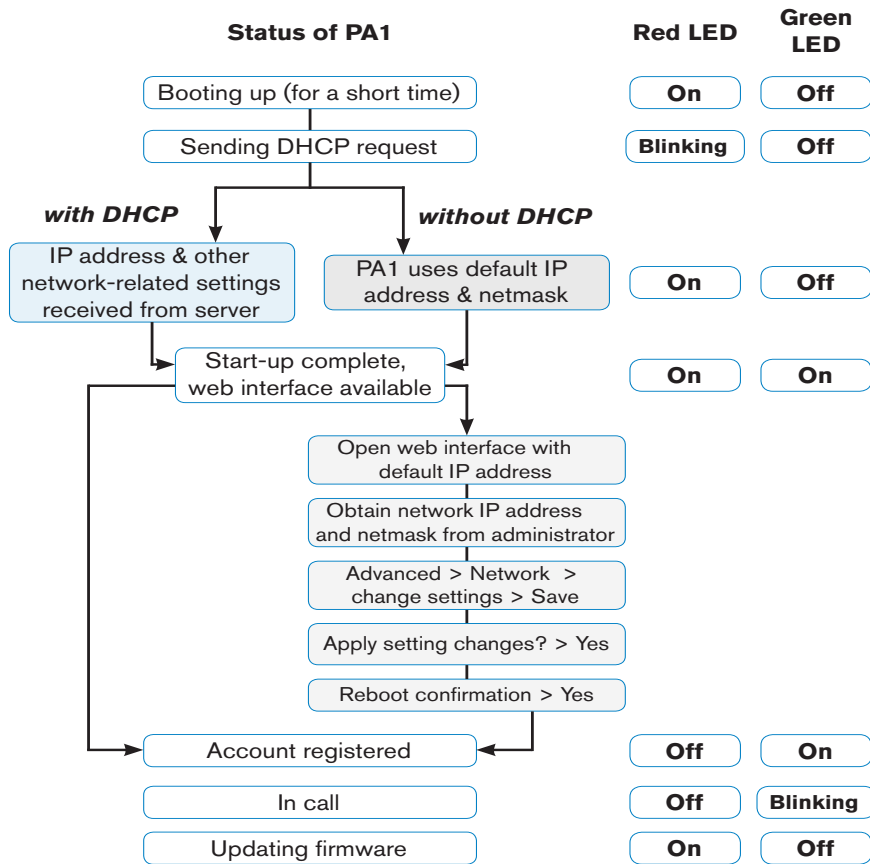 Status of PA1
Red LED
Green
LED
Booting up (for a short time)
On
Off
Sending DHCP request
Blinking
Off
with DHCP
without DHCP
IP address & other
network-related settings
received from server
PA1 uses default IP
address & netmask
On
Off
Start-up complete,
web interface available
On
On
Open web interface with
default IP address
Obtain network IP address
and netmask from administrator
Advanced > Network >
change settings > Save
Apply setting changes? > Yes
Reboot confirmation > Yes
Account registered
Off
On
In call
Off
Blinking
Updating firmware
On
Off